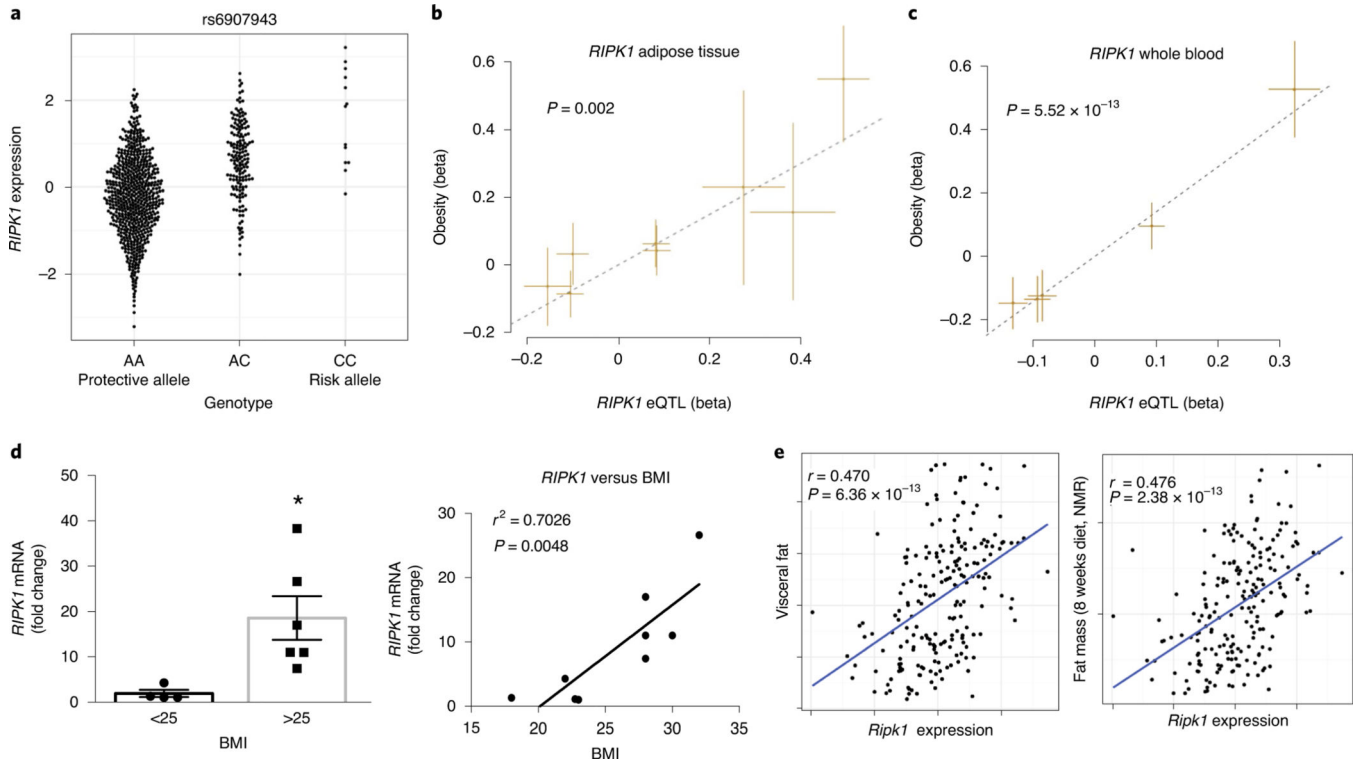 a
rs6907943
RIPK1 expression
2
0
−2
AA
AC
CC
Protective allele
Risk allele
Genotype
b
RIPK1 adipose tissue
P = 0.002
Obesity (beta)
0.6
0.4
0.2
0
−0.2
−0.2
0
0.2
0.4
RIPK1 eQTL (beta)
c
RIPK1 whole blood
P = 5.52 × 10⁻¹³
Obesity (beta)
0.6
0.4
0.2
0
−0.2
−0.1
0
0.1
0.2
0.3
RIPK1 eQTL (beta)
d
RIPK1 mRNA
(fold change)
50
40
30
20
10
0
*
<25
>25
BMI
RIPK1 versus BMI
r² = 0.7026
P = 0.0048
RIPK1 mRNA
(fold change)
30
20
10
0
15
20
25
30
35
BMI
e
r = 0.470
P = 6.36 × 10⁻¹³
Visceral fat
Ripk1 expression
r = 0.476
P = 2.38 × 10⁻¹³
Fat mass (8 weeks diet, NMR)
Ripk1 expression